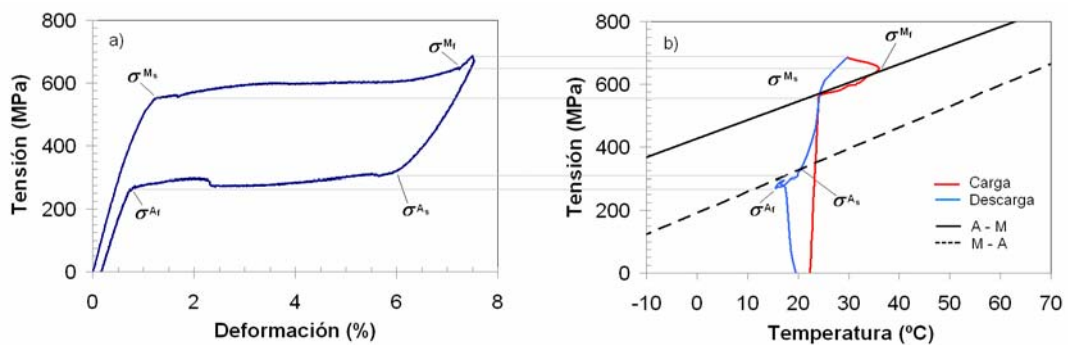 a)
Tensión (MPa)
800
600
400
200
0
0
2
4
6
8
Deformación (%)
σMs
σMf
σAf
σAs
b)
Tensión (MPa)
800
600
400
200
0
-10
0
10
20
30
40
50
60
70
Temperatura (ºC)
σMs
σMf
σAf
σAs
Carga
Descarga
A - M
M - A